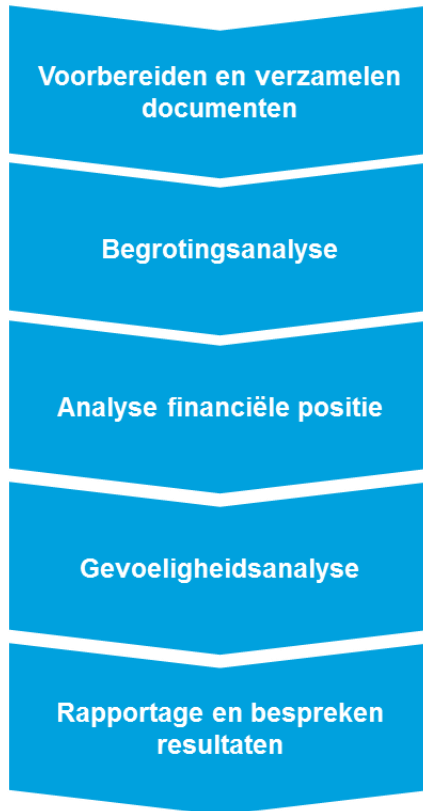 Voorbereiden en verzamelen
documenten
Begrotingsanalyse
Analyse financiële positie
Gevoeligheidsanalyse
Rapportage en bespreken
resultaten